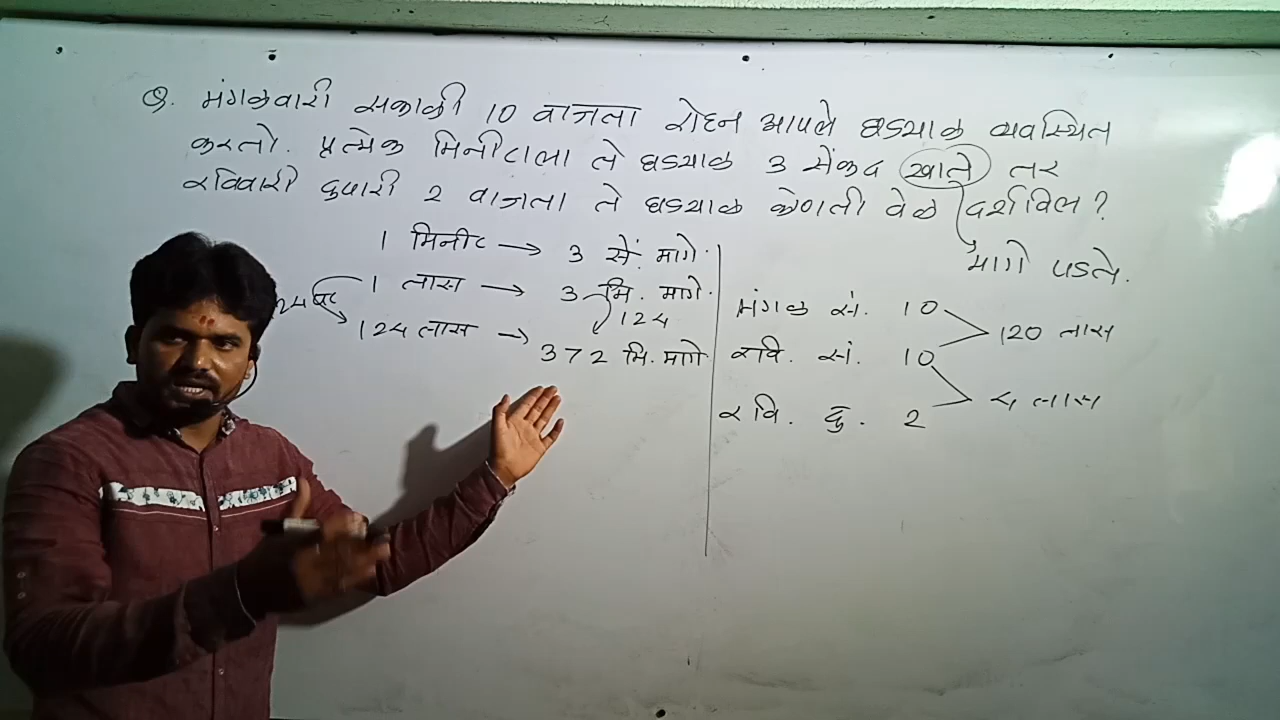 Q. मंगळवारी सकाळी 10 वाजता रोहन आपले घड्याळ व्यवस्थित
करतो. प्रत्येक मिनीटाला ते घड्याळ 3 सेंकद खाते तर
रविवारी दुपारी 2 वाजता ते घड्याळ कोणती वेळ दर्शविल?
मागे पडते.
1 मिनीट → 3 सें. मागे.
1 तास → 3 मि. मागे.
124
124 तास → 372 मि. मागे
मंगळ सं. 10
120 तास
रवि. सं. 10
4 तास
रवि. दु. 2